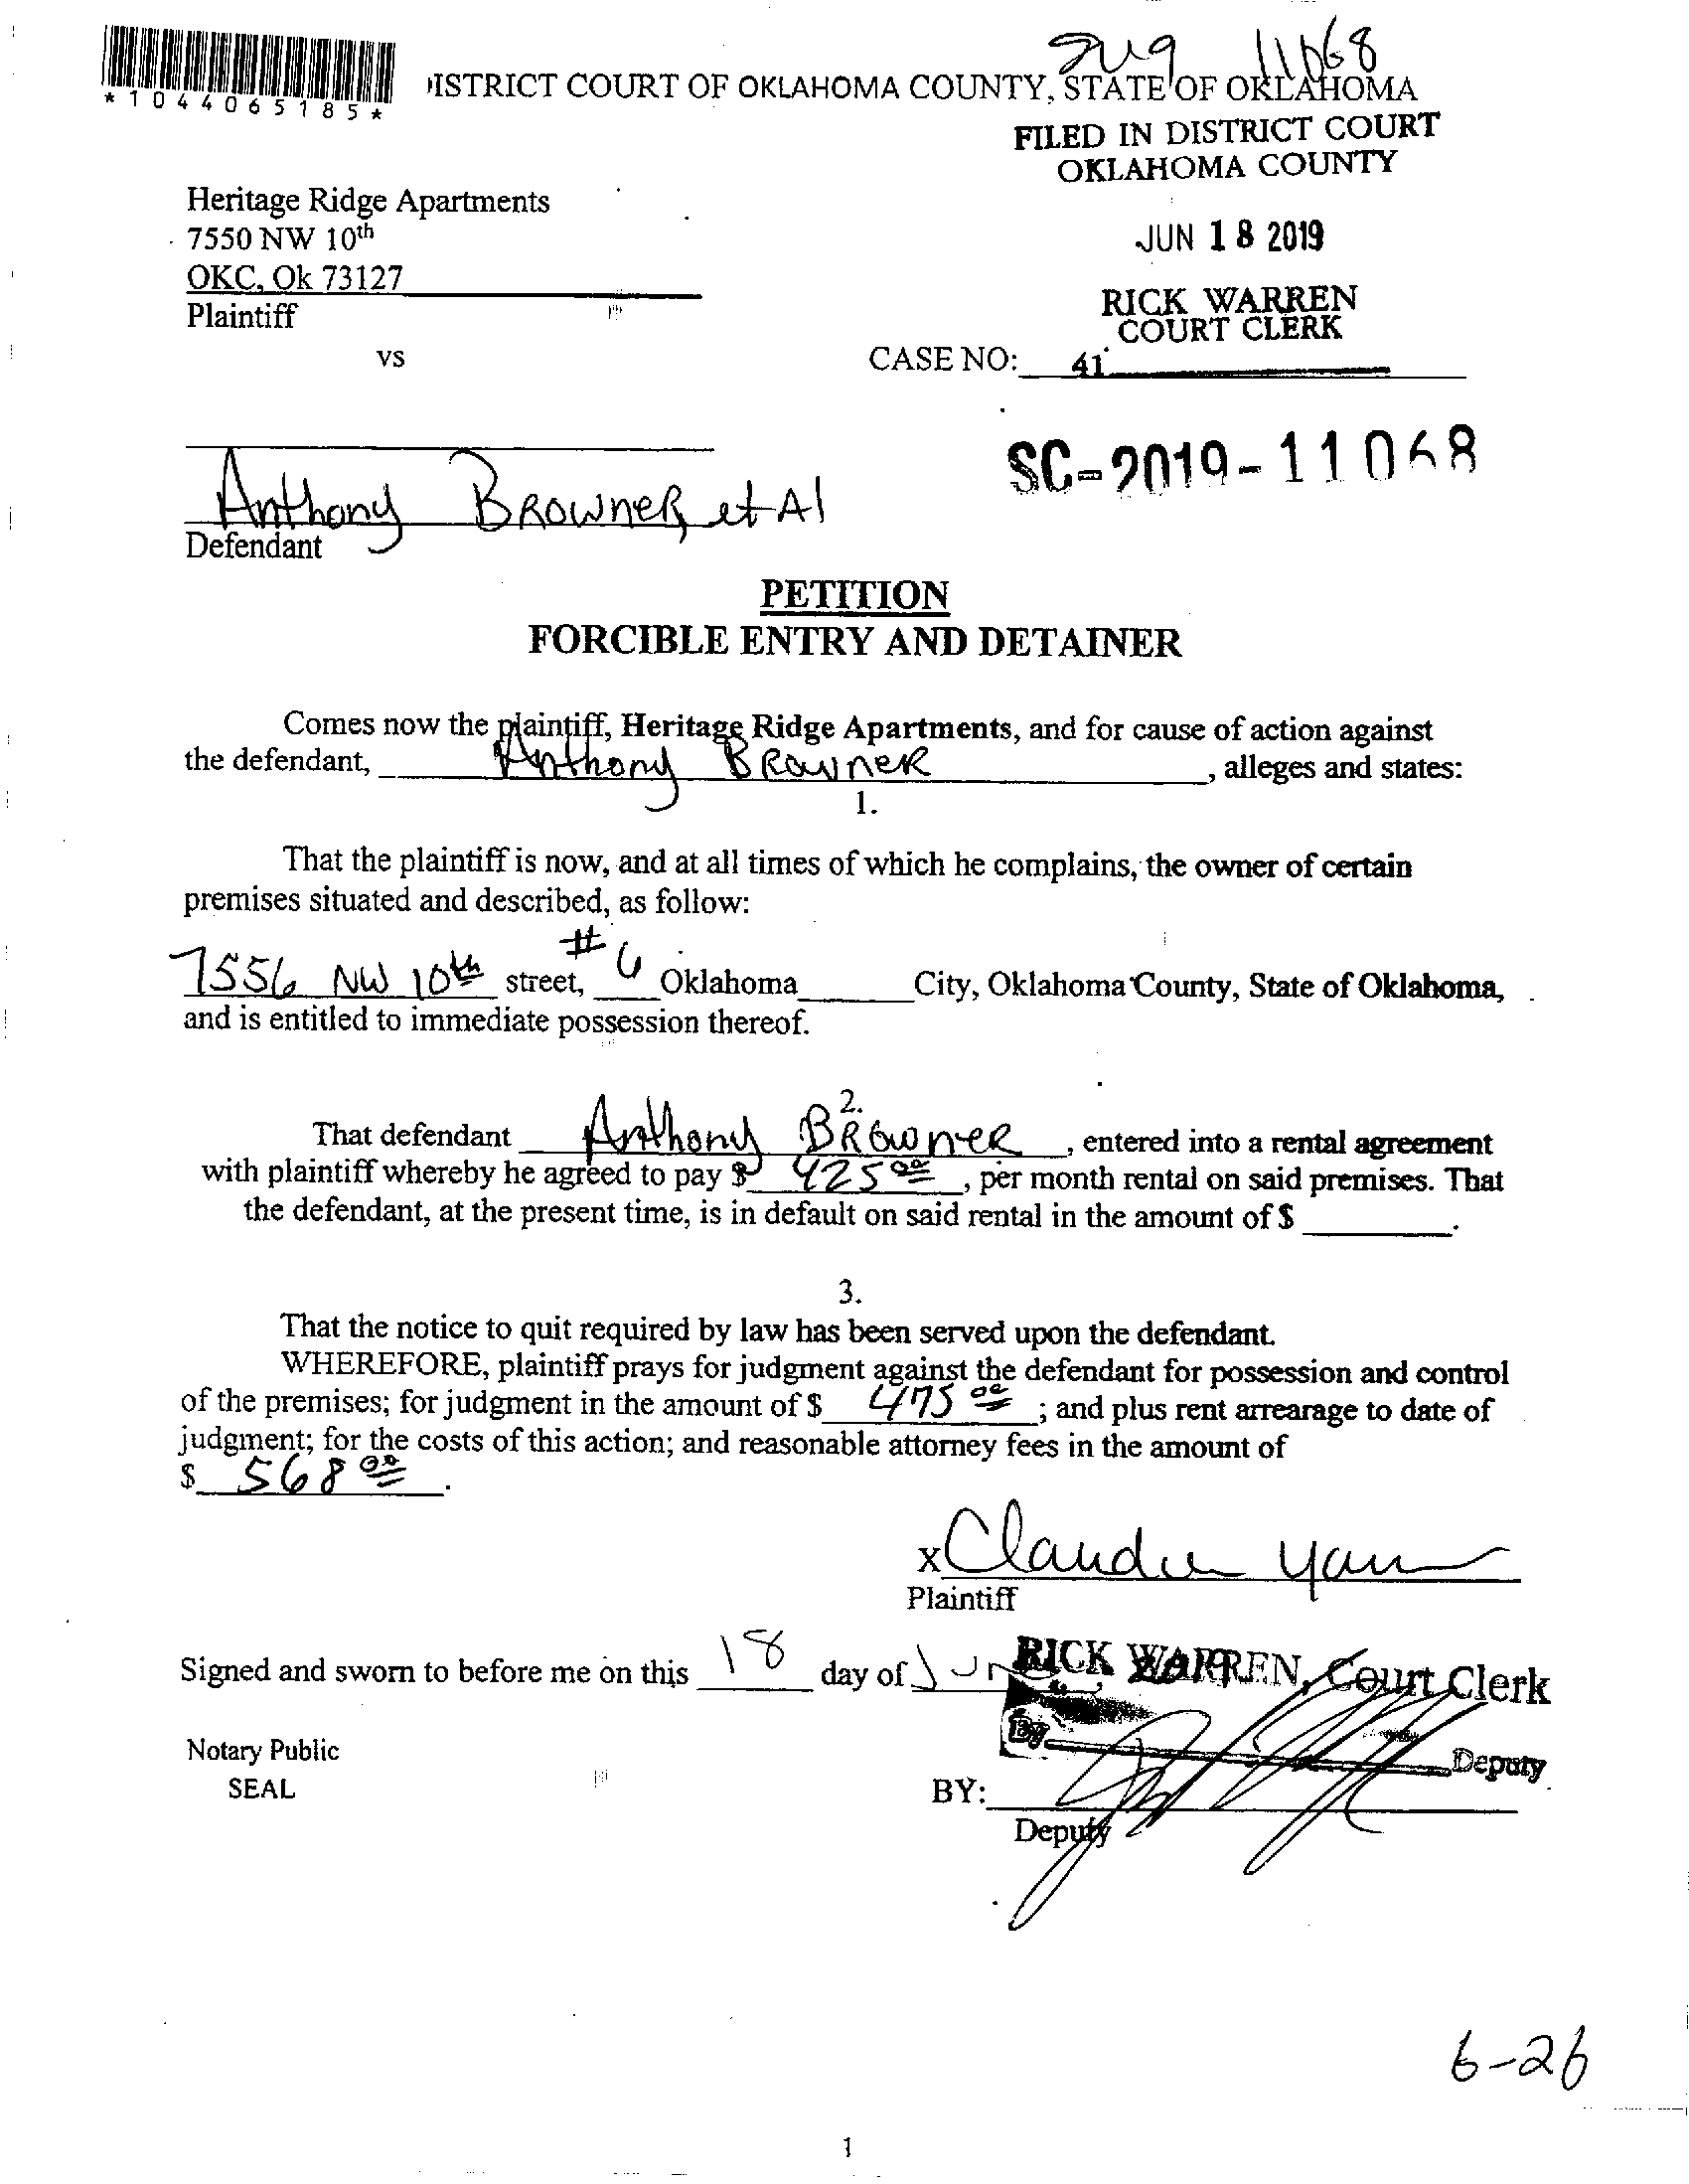 *1044065185*
ISTRICT COURT OF OKLAHOMA COUNTY, STATE OF OKLAHOMA
11068
FILED IN DISTRICT COURT
OKLAHOMA COUNTY
Heritage Ridge Apartments
7550 NW 10th
JUN 18 2019
OKC, Ok 73127
Plaintiff
RICK WARREN
COURT CLERK
vs
CASE NO: 41
SC-2019-11068
Anthony Browner, et Al
Defendant
PETITION
FORCIBLE ENTRY AND DETAINER
Comes now the plaintiff, Heritage Ridge Apartments, and for cause of action against
the defendant, Anthony Browner, alleges and states:
1.
That the plaintiff is now, and at all times of which he complains, the owner of certain
premises situated and described, as follow:
7556 NW 10th street, #6 Oklahoma City, Oklahoma County, State of Oklahoma,
and is entitled to immediate possession thereof.
2.
That defendant Anthony Browner, entered into a rental agreement
with plaintiff whereby he agreed to pay $ 425 00, per month rental on said premises. That
the defendant, at the present time, is in default on said rental in the amount of $ .
3.
That the notice to quit required by law has been served upon the defendant.
WHEREFORE, plaintiff prays for judgment against the defendant for possession and control
of the premises; for judgment in the amount of $ 475 00; and plus rent arrearage to date of
judgment; for the costs of this action; and reasonable attorney fees in the amount of
$ 568 00.
x Claudia
Plaintiff
Signed and sworn to before me on this 18 day of
RICK WARREN, Court Clerk
By
Deputy
Notary Public
SEAL
BY:
Deputy
6-26
1